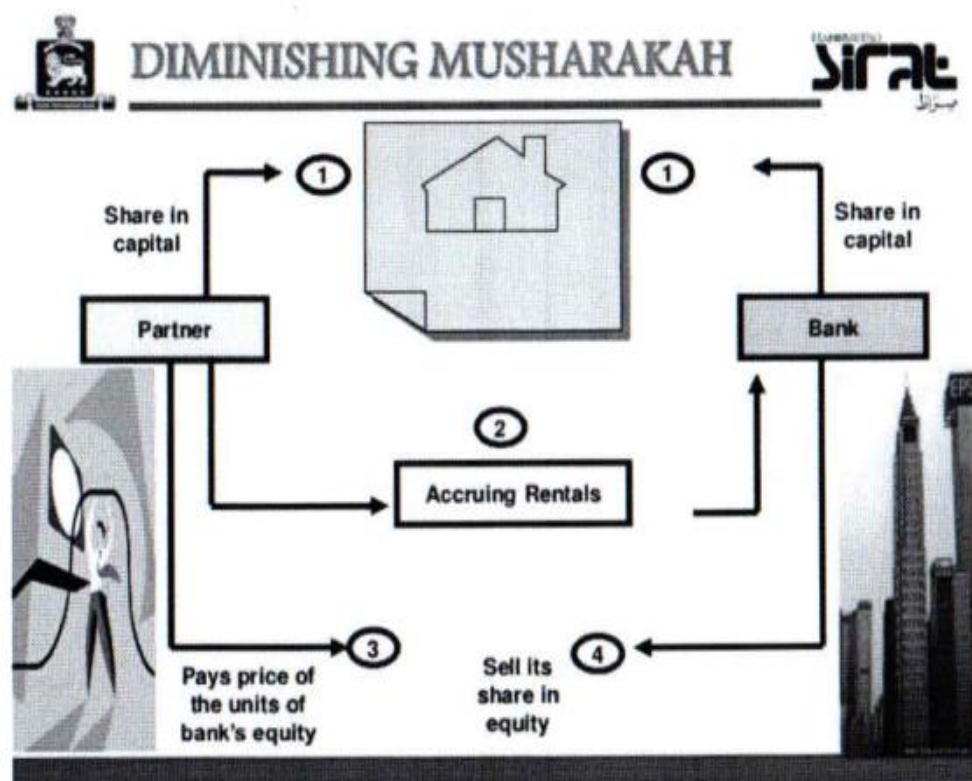 DIMINISHING MUSHARAKAH
Sirat
1
1
Share in
capital
Share in
capital
Partner
Bank
2
Accruing Rentals
3
4
Pays price of
the units of
bank's equity
Sell its
share in
equity